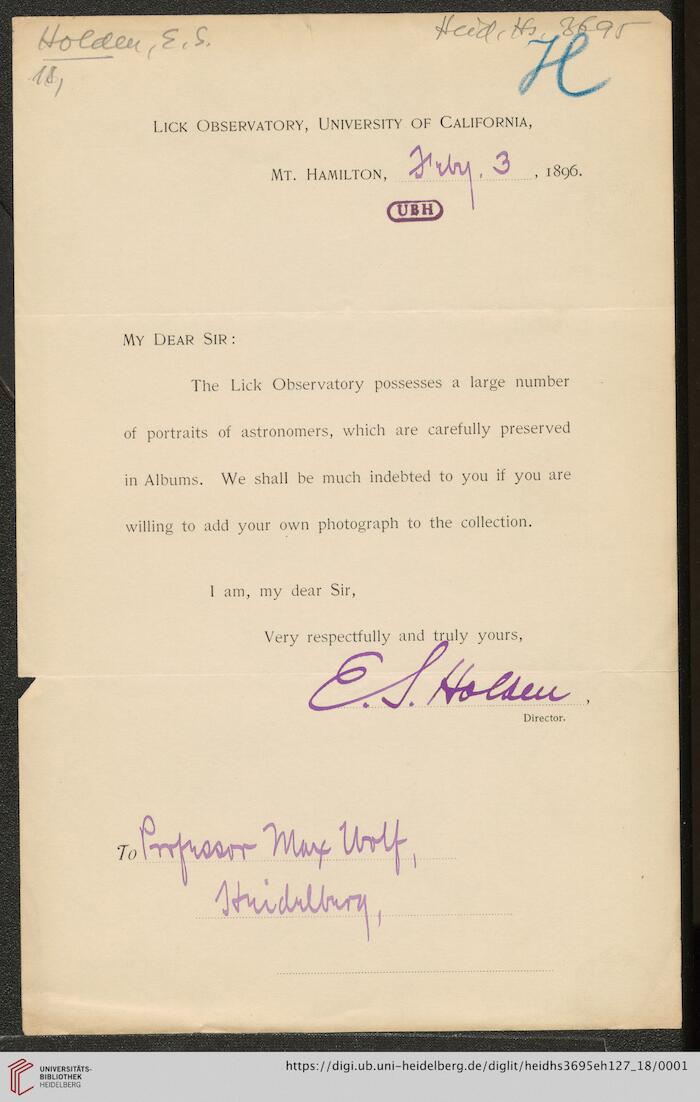 Holden, E. S.
Heid. Hs. 3695
18,
H
LICK OBSERVATORY, UNIVERSITY OF CALIFORNIA,
MT. HAMILTON, Feby. 3, 1896.
UBH
MY DEAR SIR:
The Lick Observatory possesses a large number
of portraits of astronomers, which are carefully preserved
in Albums. We shall be much indebted to you if you are
willing to add your own photograph to the collection.
I am, my dear Sir,
Very respectfully and truly yours,
E. S. Holden,
Director.
To Professor Max Wolf,
Heidelberg,
UNIVERSITÄTS-
BIBLIOTHEK
HEIDELBERG
https://digi.ub.uni-heidelberg.de/diglit/heidhs3695eh127_18/0001